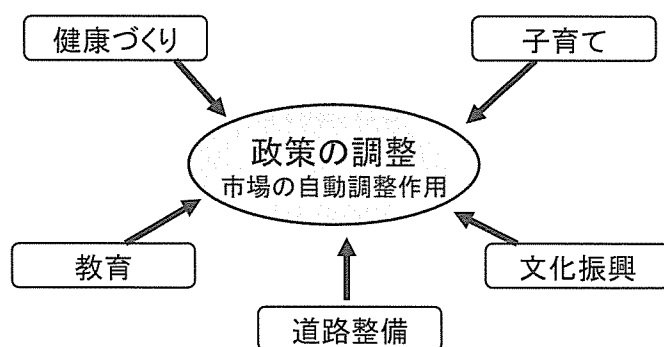 健康づくり
子育て
政策の調整
市場の自動調整作用
教育
文化振興
道路整備